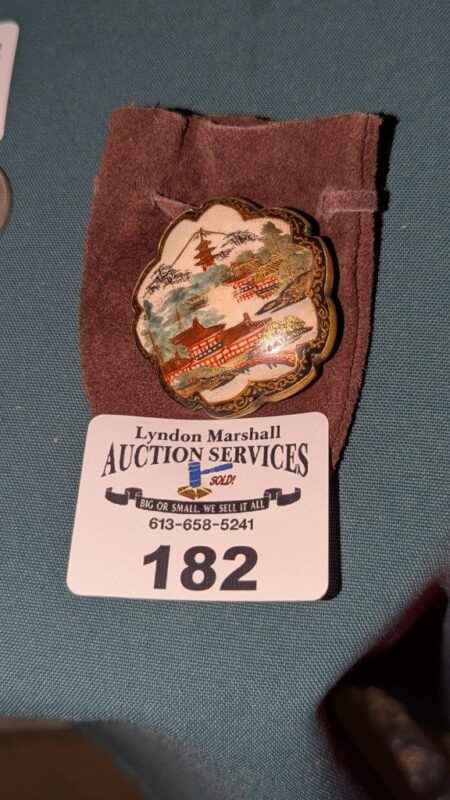 Lyndon Marshall
AUCTION SERVICES
SOLD!
BIG OR SMALL, WE SELL IT ALL
613-658-5241
182